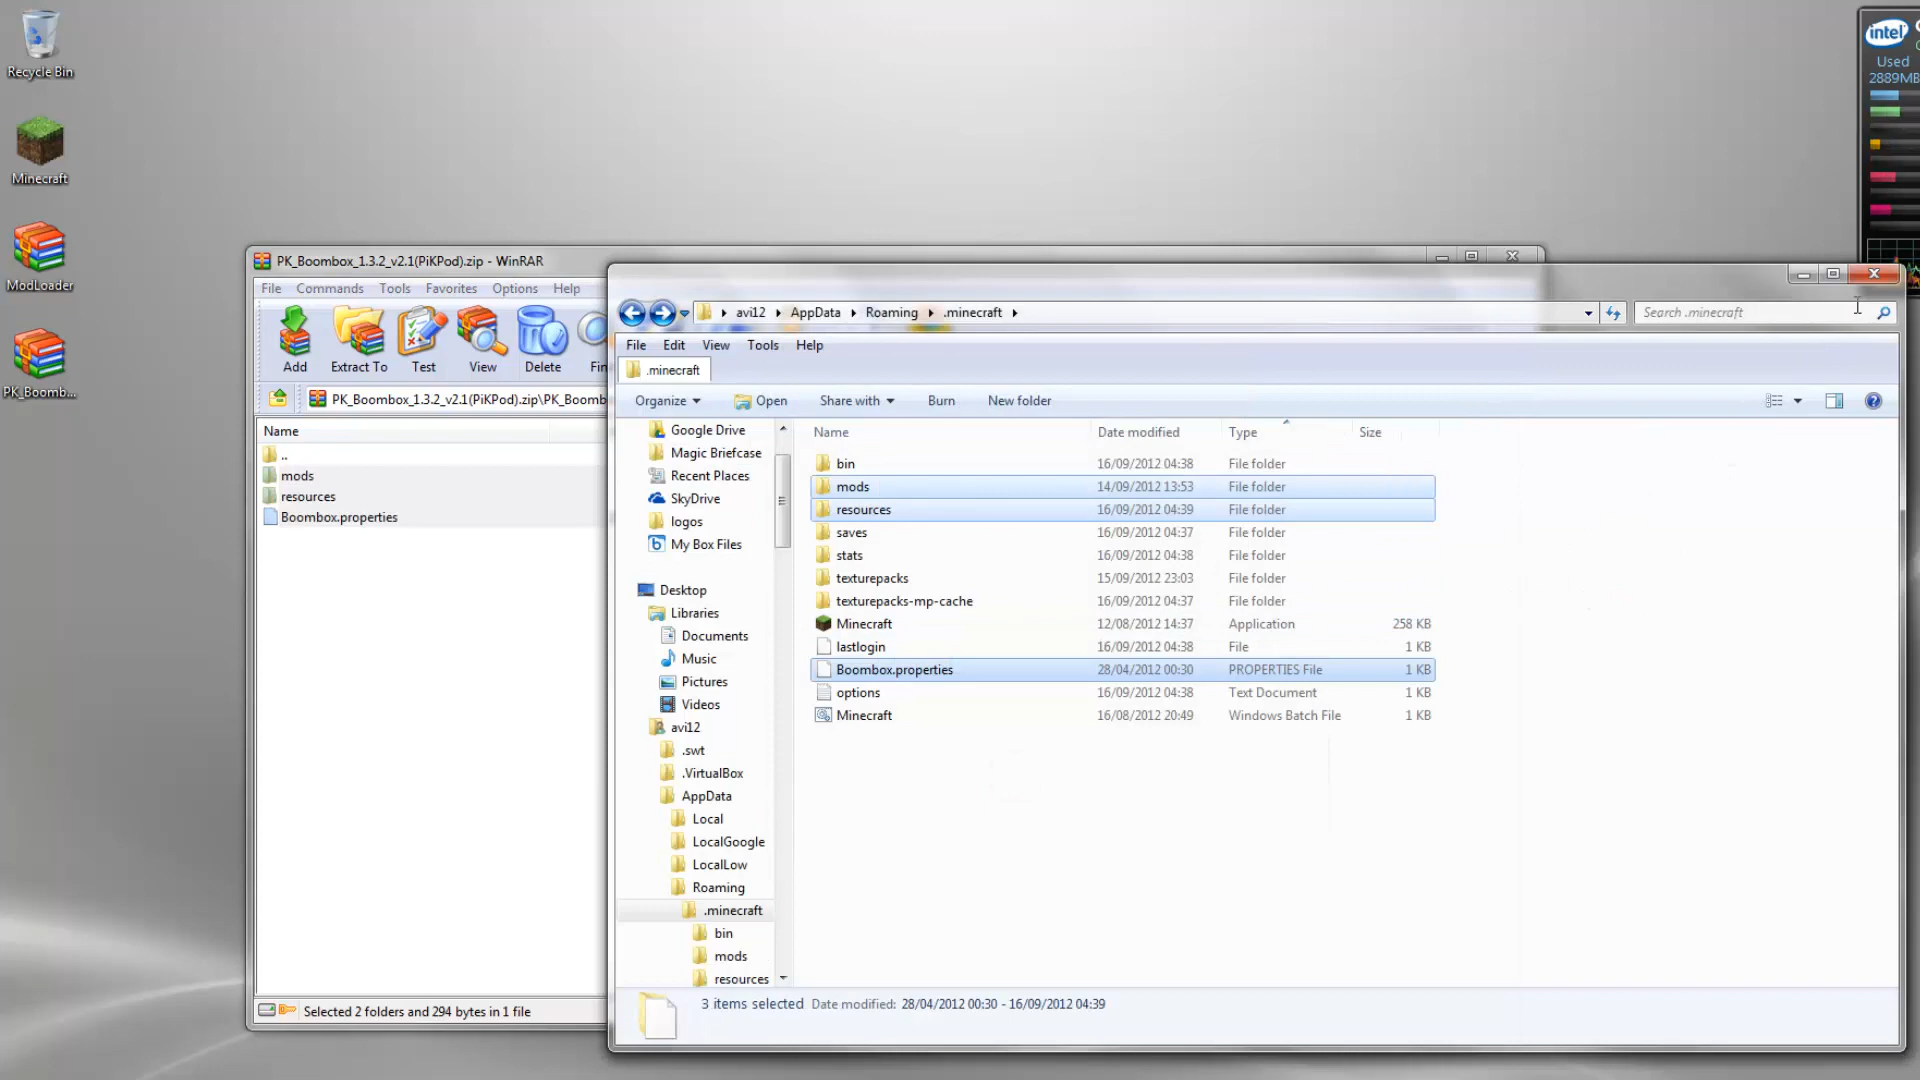 Recycle Bin
Minecraft
ModLoader
PK_Boomb...
intel
Used
2889MB
PK_Boombox_1.3.2_v2.1(PiKPod).zip - WinRAR
File Commands Tools Favorites Options Help
Add Extract To Test View Delete Fin
PK_Boombox_1.3.2_v2.1(PiKPod).zip\PK_Boomb
Name
..
mods
resources
Boombox.properties
Selected 2 folders and 294 bytes in 1 file
avi12 AppData Roaming .minecraft
Search .minecraft
File Edit View Tools Help
.minecraft
Organize Open Share with Burn New folder
Google Drive
Magic Briefcase
Recent Places
SkyDrive
logos
My Box Files
Desktop
Libraries
Documents
Music
Pictures
Videos
avi12
.swt
.VirtualBox
AppData
Local
LocalGoogle
LocalLow
Roaming
.minecraft
bin
mods
resources
Name Date modified Type Size
bin 16/09/2012 04:38 File folder
mods 14/09/2012 13:53 File folder
resources 16/09/2012 04:39 File folder
saves 16/09/2012 04:37 File folder
stats 16/09/2012 04:38 File folder
texturepacks 15/09/2012 23:03 File folder
texturepacks-mp-cache 16/09/2012 04:37 File folder
Minecraft 12/08/2012 14:37 Application 258 KB
lastlogin 16/09/2012 04:38 File 1 KB
Boombox.properties 28/04/2012 00:30 PROPERTIES File 1 KB
options 16/09/2012 04:38 Text Document 1 KB
Minecraft 16/08/2012 20:49 Windows Batch File 1 KB
3 items selected Date modified: 28/04/2012 00:30 - 16/09/2012 04:39